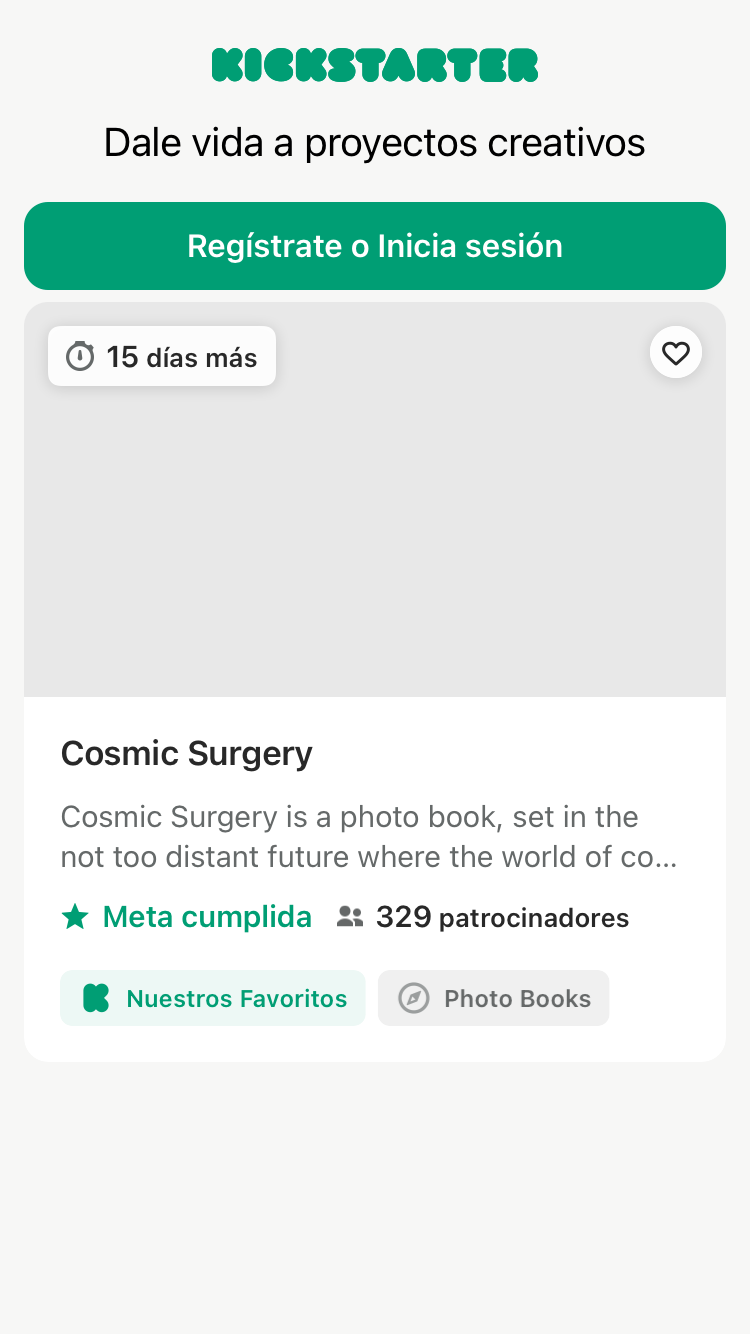 KICKSTARTER
Dale vida a proyectos creativos
Regístrate o Inicia sesión
15 días más
Cosmic Surgery
Cosmic Surgery is a photo book, set in the
not too distant future where the world of co...
Meta cumplida 329 patrocinadores
Nuestros Favoritos Photo Books